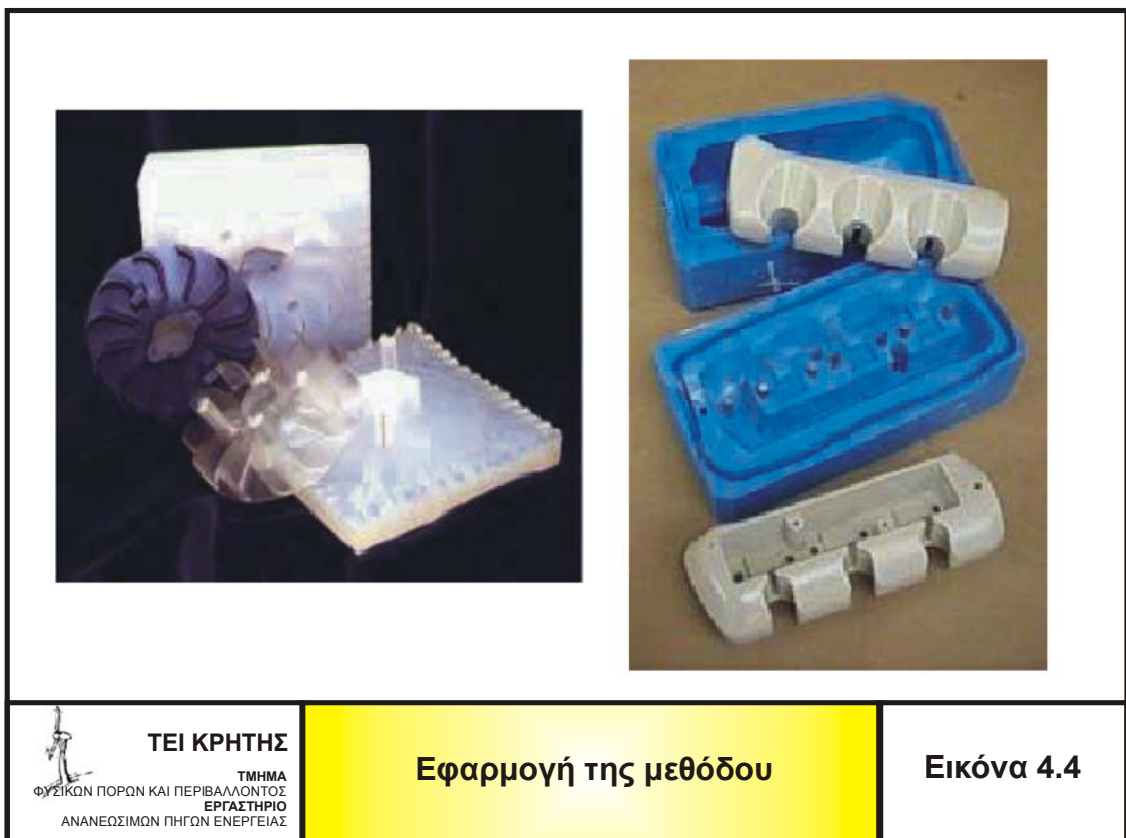 ΤΕΙ ΚΡΗΤΗΣ
ΤΜΗΜΑ
ΦΥΣΙΚΩΝ ΠΟΡΩΝ ΚΑΙ ΠΕΡΙΒΑΛΛΟΝΤΟΣ
ΕΡΓΑΣΤΗΡΙΟ
ΑΝΑΝΕΩΣΙΜΩΝ ΠΗΓΩΝ ΕΝΕΡΓΕΙΑΣ
Εφαρμογή της μεθόδου
Εικόνα 4.4